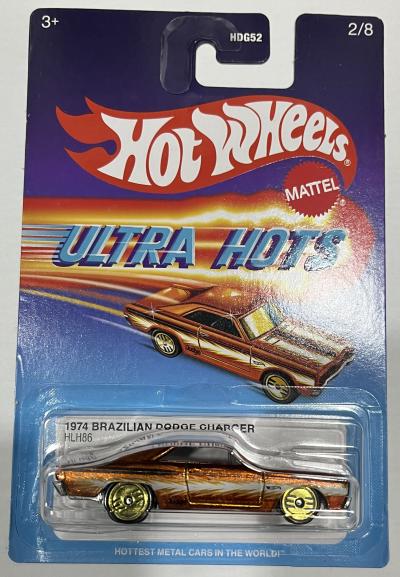 3+
HDG52
2/8
Hot Wheels®
MATTEL
®
ULTRA HOTS
1974 BRAZILIAN DODGE CHARGER
HLH86
HOTTEST METAL CARS IN THE WORLD!™